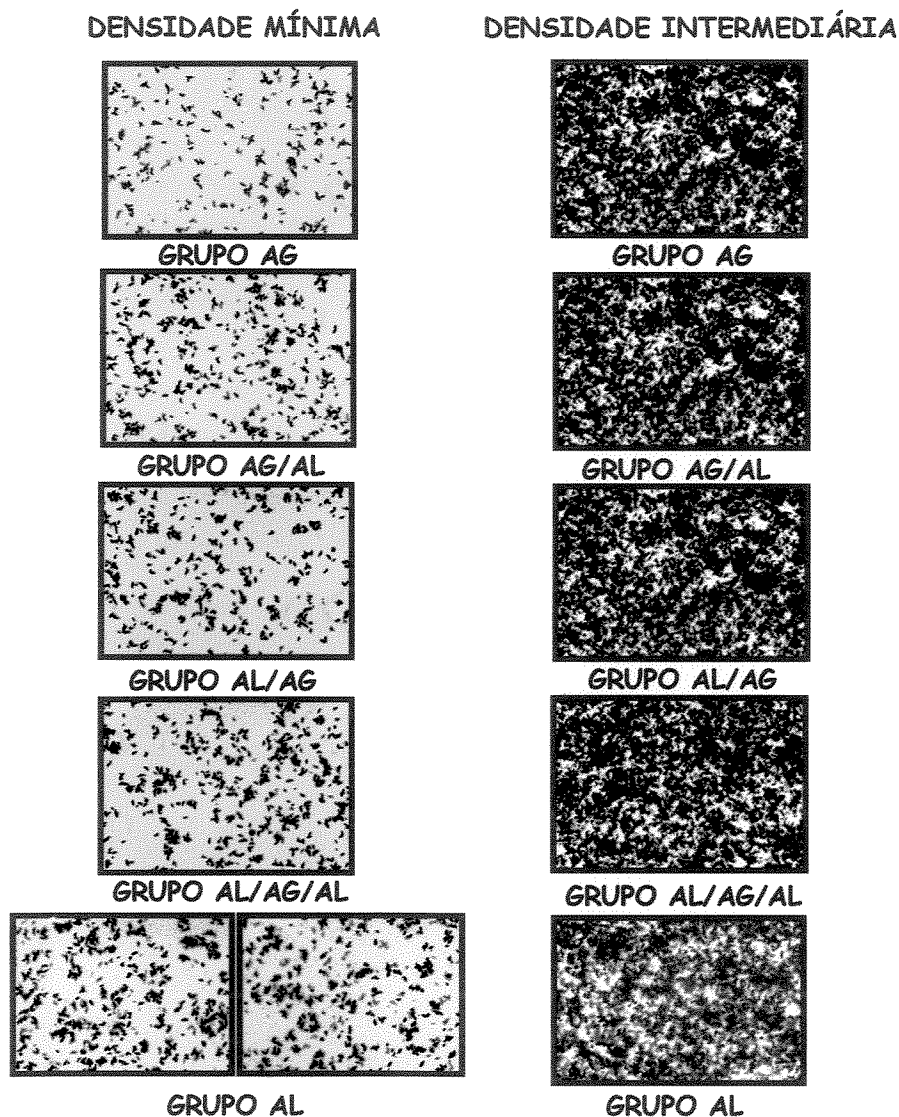 DENSIDADE MÍNIMA
DENSIDADE INTERMEDIÁRIA
GRUPO AG
GRUPO AG
GRUPO AG/AL
GRUPO AG/AL
GRUPO AL/AG
GRUPO AL/AG
GRUPO AL/AG/AL
GRUPO AL/AG/AL
GRUPO AL
GRUPO AL